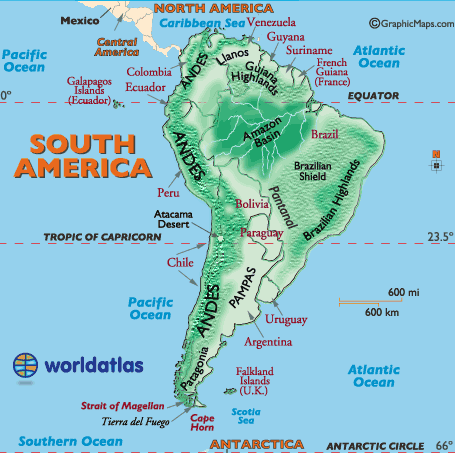 NORTH AMERICA
©GraphicMaps.com
Mexico
Caribbean Sea
Venezuela
Central
America
Guyana
Suriname
Pacific
Ocean
Atlantic
Ocean
ANDES
Llanos
Guiana
Highlands
French
Guiana
(France)
Colombia
Ecuador
Galapagos
Islands
(Ecuador)
0°
EQUATOR
SOUTH
AMERICA
ANDES
Amazon
Basin
Brazil
Brazilian
Shield
Peru
Pantanal
Brazilian Highlands
Bolivia
Atacama
Desert
Paraguay
TROPIC OF CAPRICORN
23.5°
Chile
PAMPAS
ANDES
600 mi
600 km
Pacific
Ocean
Uruguay
Argentina
worldatlas
Patagonia
Falkland
Islands
(U.K.)
Atlantic
Ocean
Strait of Magellan
Tierra del Fuego
Cape
Horn
Scotia
Sea
Southern Ocean
ANTARCTICA
ANTARCTIC CIRCLE
66°